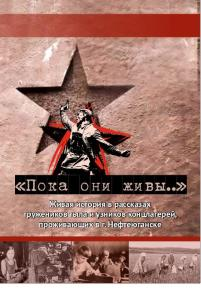 «Пока они живы..»
Живая история в рассказах
тружеников тыла и узников концлагерей,
проживающих в г. Нефтеюганске